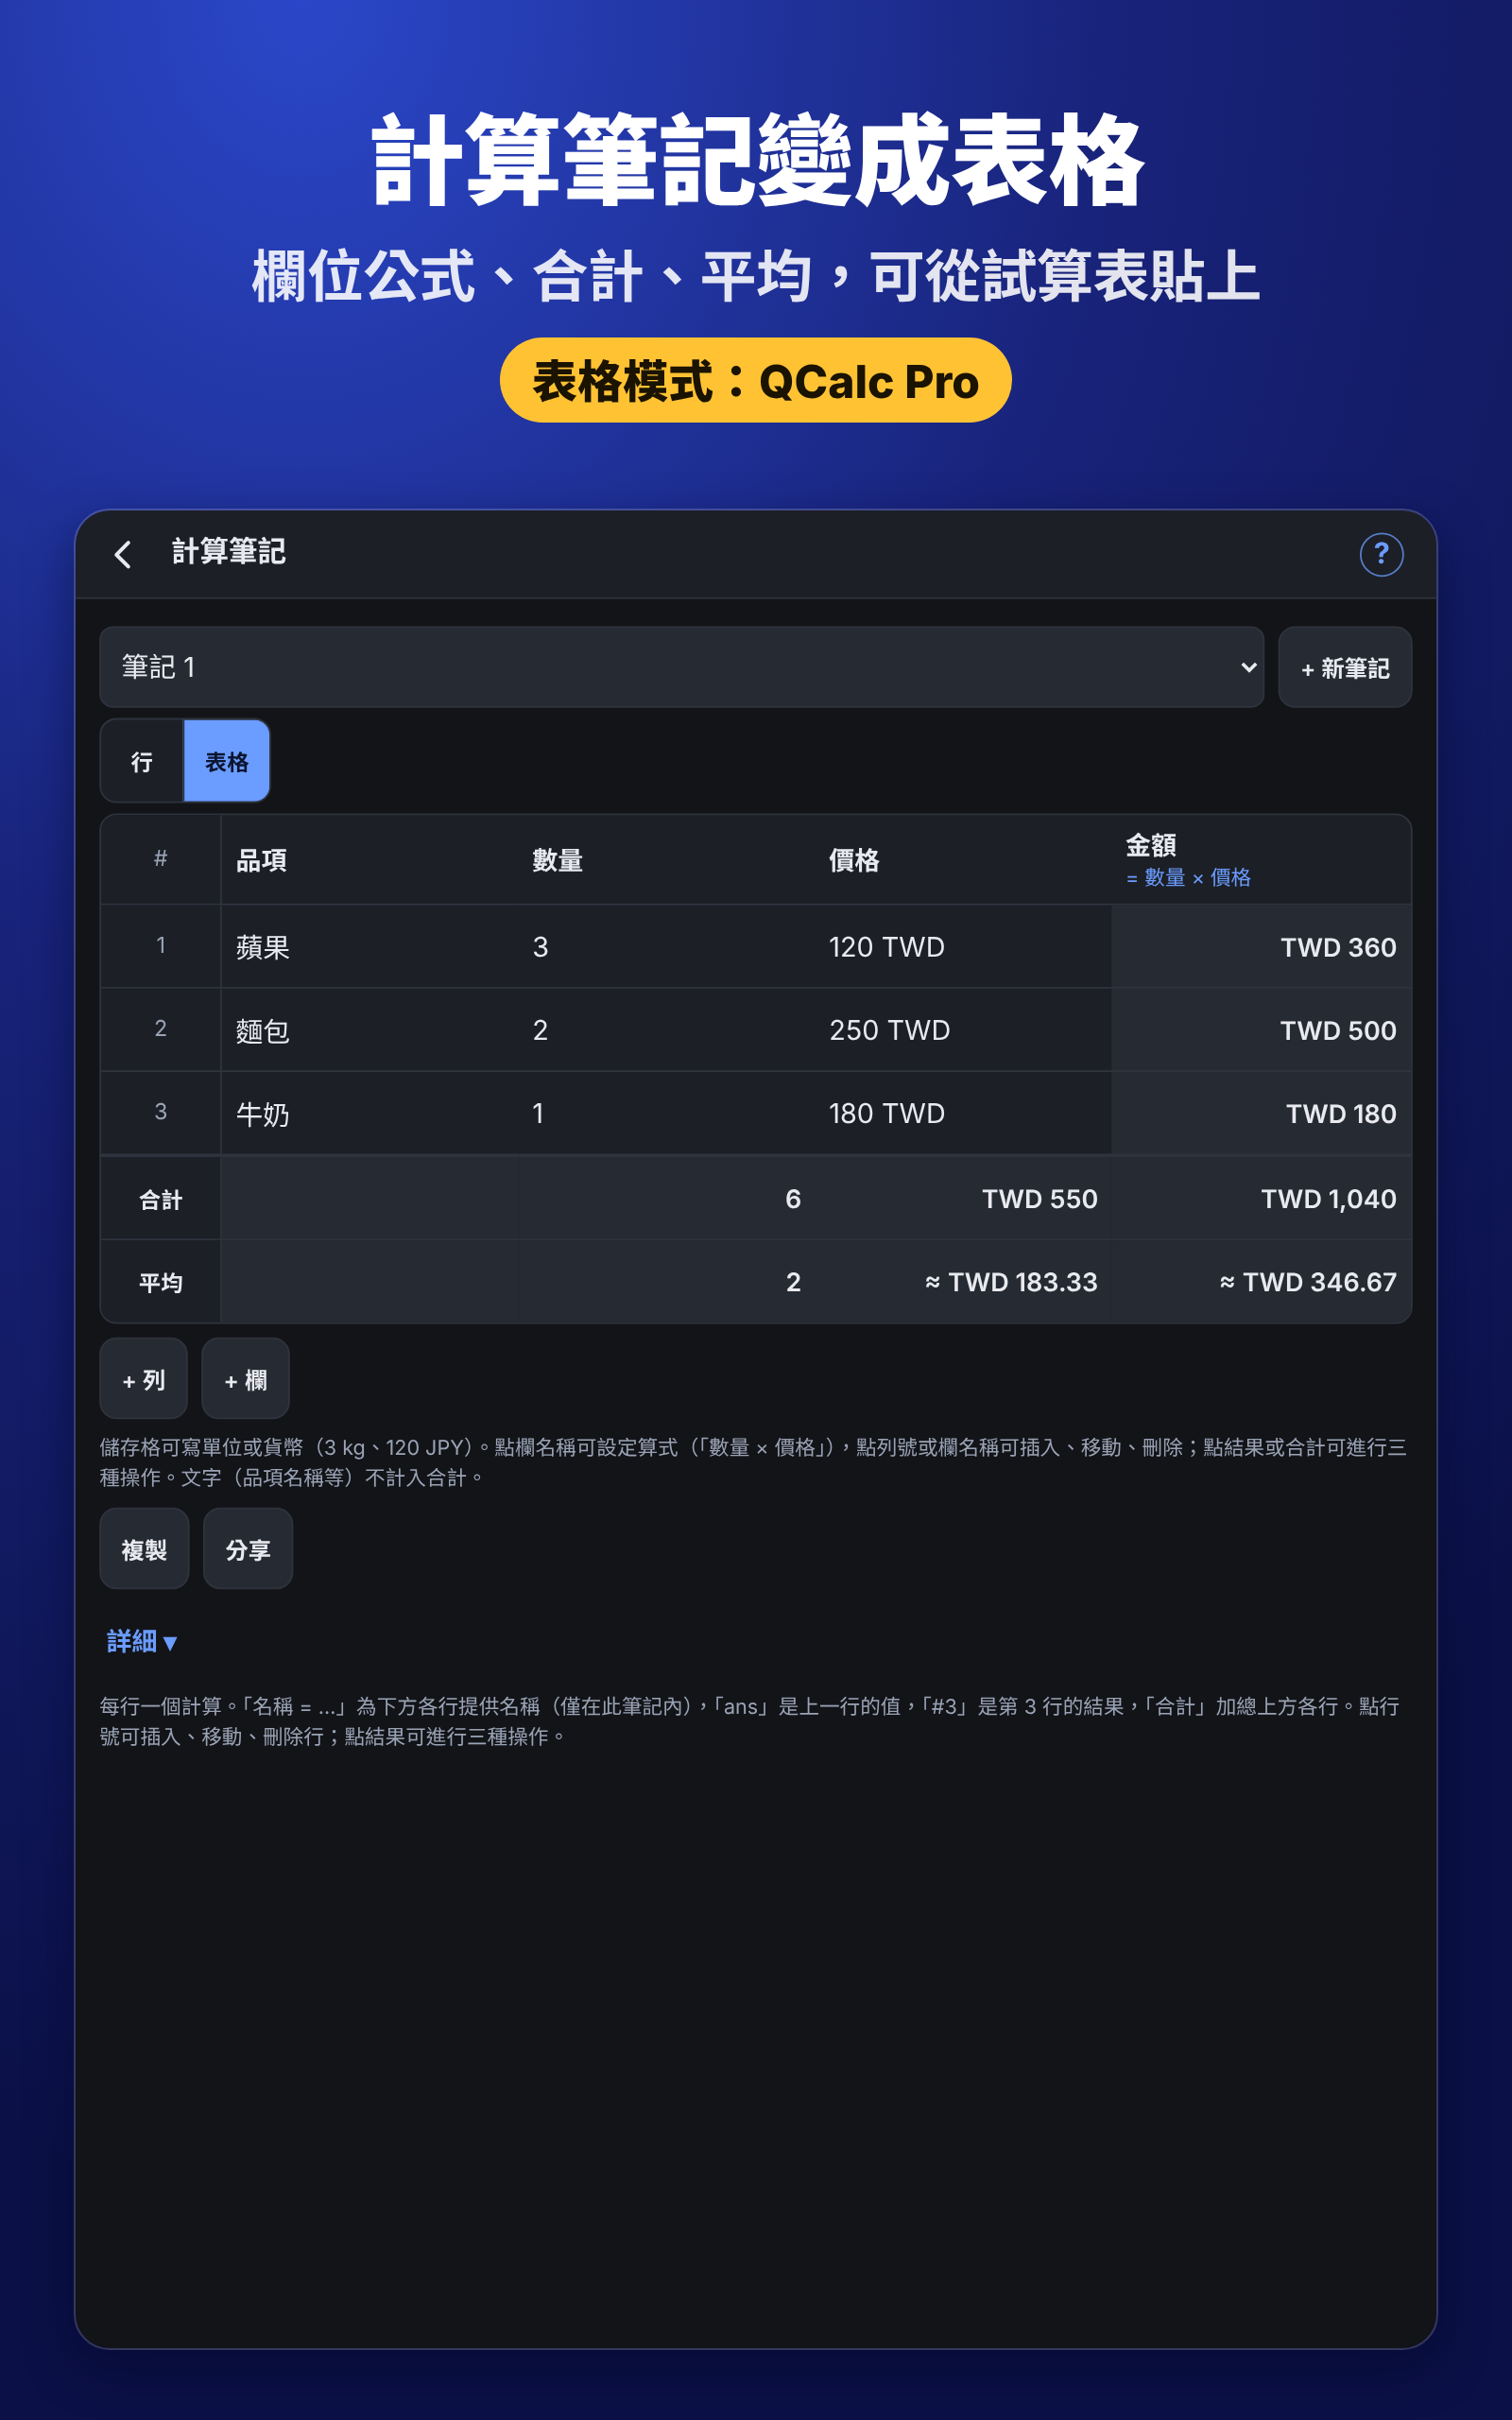 計算筆記變成表格
欄位公式、合計、平均，可從試算表貼上
表格模式：QCalc Pro
計算筆記
?
筆記 1
+ 新筆記
行 表格
# 品項 數量 價格 金額
= 數量 × 價格
1 蘋果 3 120 TWD TWD 360
2 麵包 2 250 TWD TWD 500
3 牛奶 1 180 TWD TWD 180
合計 6 TWD 550 TWD 1,040
平均 2 ≈ TWD 183.33 ≈ TWD 346.67
+ 列 + 欄
儲存格可寫單位或貨幣（3 kg、120 JPY）。點欄名稱可設定算式（「數量 × 價格」），點列號或欄名稱可插入、移動、刪除；點結果或合計可進行三
種操作。文字（品項名稱等）不計入合計。
複製 分享
詳細 ▾
每行一個計算。「名稱 = …」為下方各行提供名稱（僅在此筆記內），「ans」是上一行的值，「#3」是第 3 行的結果，「合計」加總上方各行。點行
號可插入、移動、刪除行；點結果可進行三種操作。